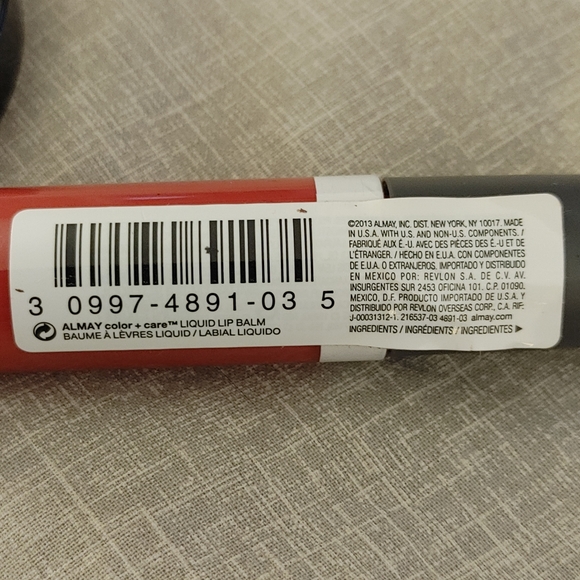 3 0997-4891-03 5
ALMAY color + care™ LIQUID LIP BALM
BAUME À LÈVRES LIQUIDE / LABIAL LIQUIDO
©2013 ALMAY, INC. DIST. NEW YORK, NY 10017. MADE
IN U.S.A. WITH U.S. AND NON-U.S. COMPONENTS. /
FABRIQUÉ AUX É.-U. AVEC DES PIÈCES DES É-U ET DE
L'ÉTRANGER. / HECHO EN E.U.A. CON COMPONENTES
DE E.U.A. O EXTRANJEROS. IMPORTADO Y DISTRIBUIDO
EN MEXICO POR: REVLON S.A. DE C.V. AV.
INSURGENTES SUR 2453 OFICINA 101. C.P. 01090.
MEXICO, D.F. PRODUCTO IMPORTADO DE U.S.A. Y
DISTRIBUIDO POR REVLON OVERSEAS CORP., C.A. RIF:
J-00031312-1. 216537-03 4891-03 almay.com
INGREDIENTS / INGRÉDIENTS / INGREDIENTES ▶